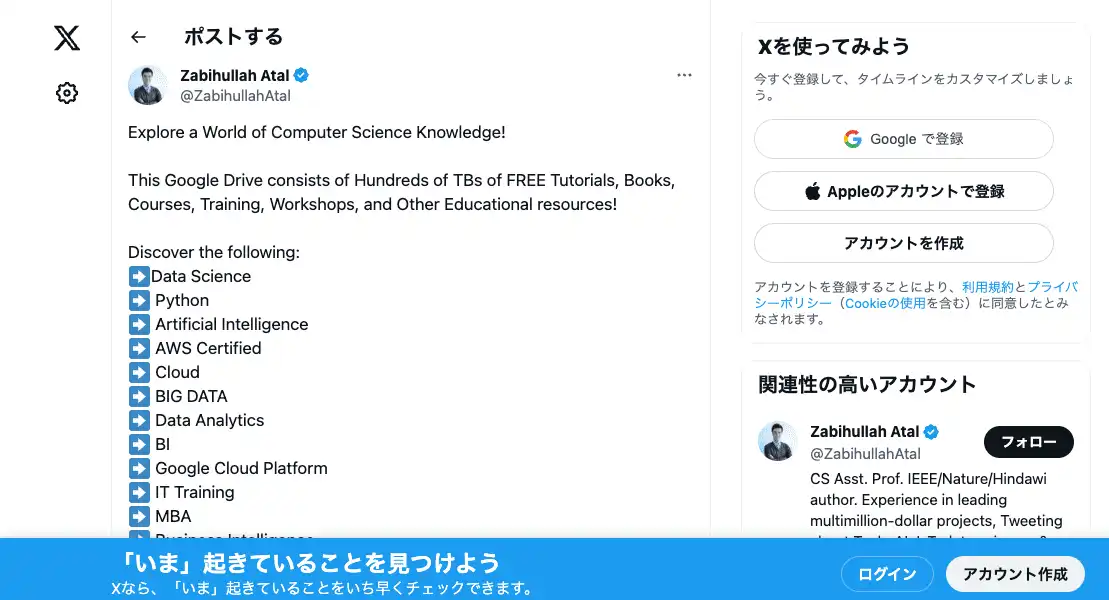 ポストする
Zabihullah Atal
@ZabihullahAtal
Explore a World of Computer Science Knowledge!
This Google Drive consists of Hundreds of TBs of FREE Tutorials, Books,
Courses, Training, Workshops, and Other Educational resources!
Discover the following:
➡️Data Science
➡️ Python
➡️ Artificial Intelligence
➡️ AWS Certified
➡️ Cloud
➡️ BIG DATA
➡️ Data Analytics
➡️ BI
➡️ Google Cloud Platform
➡️ IT Training
➡️ MBA
Xを使ってみよう
今すぐ登録して、タイムラインをカスタマイズしましょ
う。
Google で登録
Appleのアカウントで登録
アカウントを作成
アカウントを登録することにより、利用規約とプライバ
シーポリシー（Cookieの使用を含む）に同意したとみ
なされます。
関連性の高いアカウント
Zabihullah Atal
@ZabihullahAtal
フォロー
CS Asst. Prof. IEEE/Nature/Hindawi
author. Experience in leading
multimillion-dollar projects, Tweeting
「いま」起きていることを見つけよう
Xなら、「いま」起きていることをいち早くチェックできます。
ログイン
アカウント作成